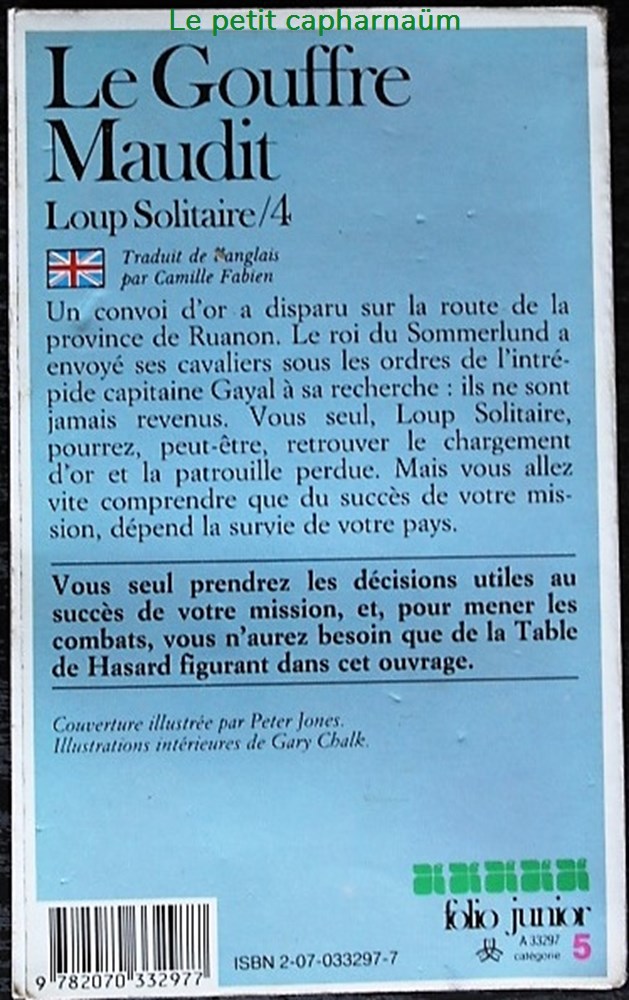 Le petit capharnaüm
Le Gouffre
Maudit
Loup Solitaire/4
Traduit de l'anglais
par Camille Fabien
Un convoi d'or a disparu sur la route de la
province de Ruanon. Le roi du Sommerlund a
envoyé ses cavaliers sous les ordres de l'intré-
pide capitaine Gayal à sa recherche : ils ne sont
jamais revenus. Vous seul, Loup Solitaire,
pourrez, peut-être, retrouver le chargement
d'or et la patrouille perdue. Mais vous allez
vite comprendre que du succès de votre mis-
sion, dépend la survie de votre pays.
Vous seul prendrez les décisions utiles au
succès de votre mission, et, pour mener les
combats, vous n'aurez besoin que de la Table
de Hasard figurant dans cet ouvrage.
Couverture illustrée par Peter Jones.
Illustrations intérieures de Gary Chalk.
folio junior
A 33297
catégorie 5
ISBN 2-07-033297-7
9 782070 332977